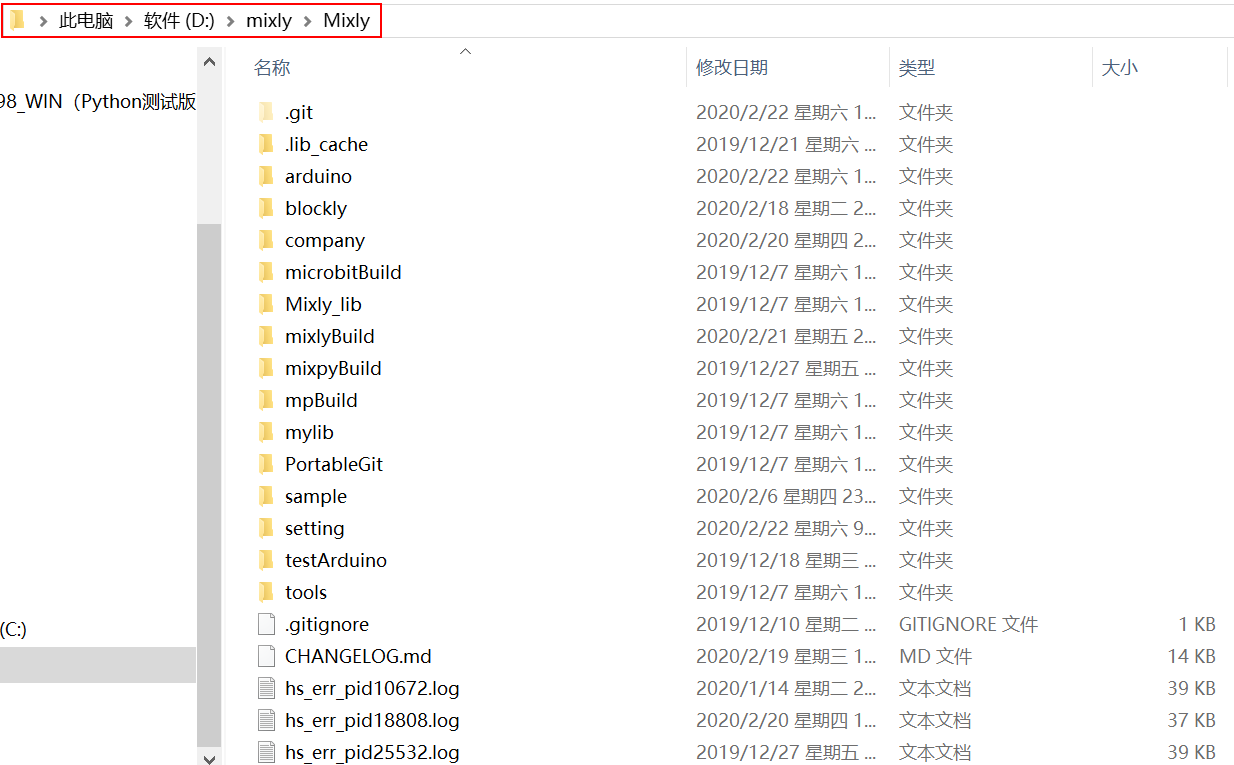 此电脑 > 软件 (D:) > mixly > Mixly
名称 修改日期 类型 大小
98_WIN（Python测试版
.git 2020/2/22 星期六 1... 文件夹
.lib_cache 2019/12/21 星期六 ... 文件夹
arduino 2020/2/22 星期六 1... 文件夹
blockly 2020/2/18 星期二 2... 文件夹
company 2020/2/20 星期四 2... 文件夹
microbitBuild 2019/12/7 星期六 1... 文件夹
Mixly_lib 2019/12/7 星期六 1... 文件夹
mixlyBuild 2020/2/21 星期五 2... 文件夹
mixpyBuild 2019/12/27 星期五 ... 文件夹
mpBuild 2019/12/7 星期六 1... 文件夹
mylib 2019/12/7 星期六 1... 文件夹
PortableGit 2019/12/7 星期六 1... 文件夹
sample 2020/2/6 星期四 23... 文件夹
setting 2020/2/22 星期六 9... 文件夹
testArduino 2019/12/18 星期三 ... 文件夹
tools 2019/12/7 星期六 1... 文件夹
.gitignore 2019/12/10 星期二 ... GITIGNORE 文件 1 KB
(C:)
CHANGELOG.md 2020/2/19 星期三 1... MD 文件 14 KB
hs_err_pid10672.log 2020/1/14 星期二 2... 文本文档 39 KB
hs_err_pid18808.log 2020/2/20 星期四 1... 文本文档 37 KB
hs_err_pid25532.log 2019/12/27 星期五 ... 文本文档 39 KB